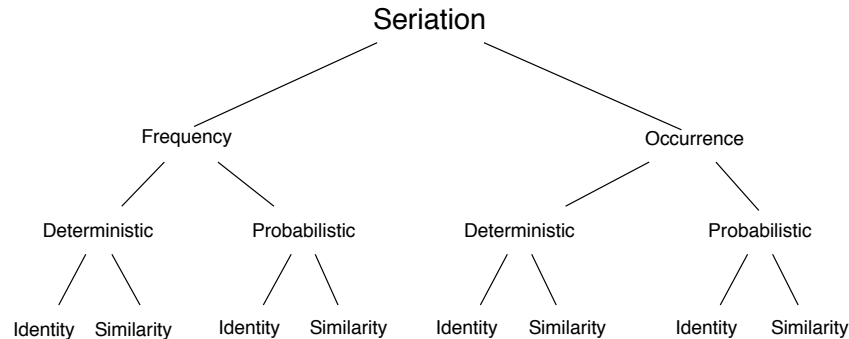 Seriation
Frequency Occurrence
Deterministic Probabilistic Deterministic Probabilistic
Identity Similarity Identity Similarity Identity Similarity Identity Similarity